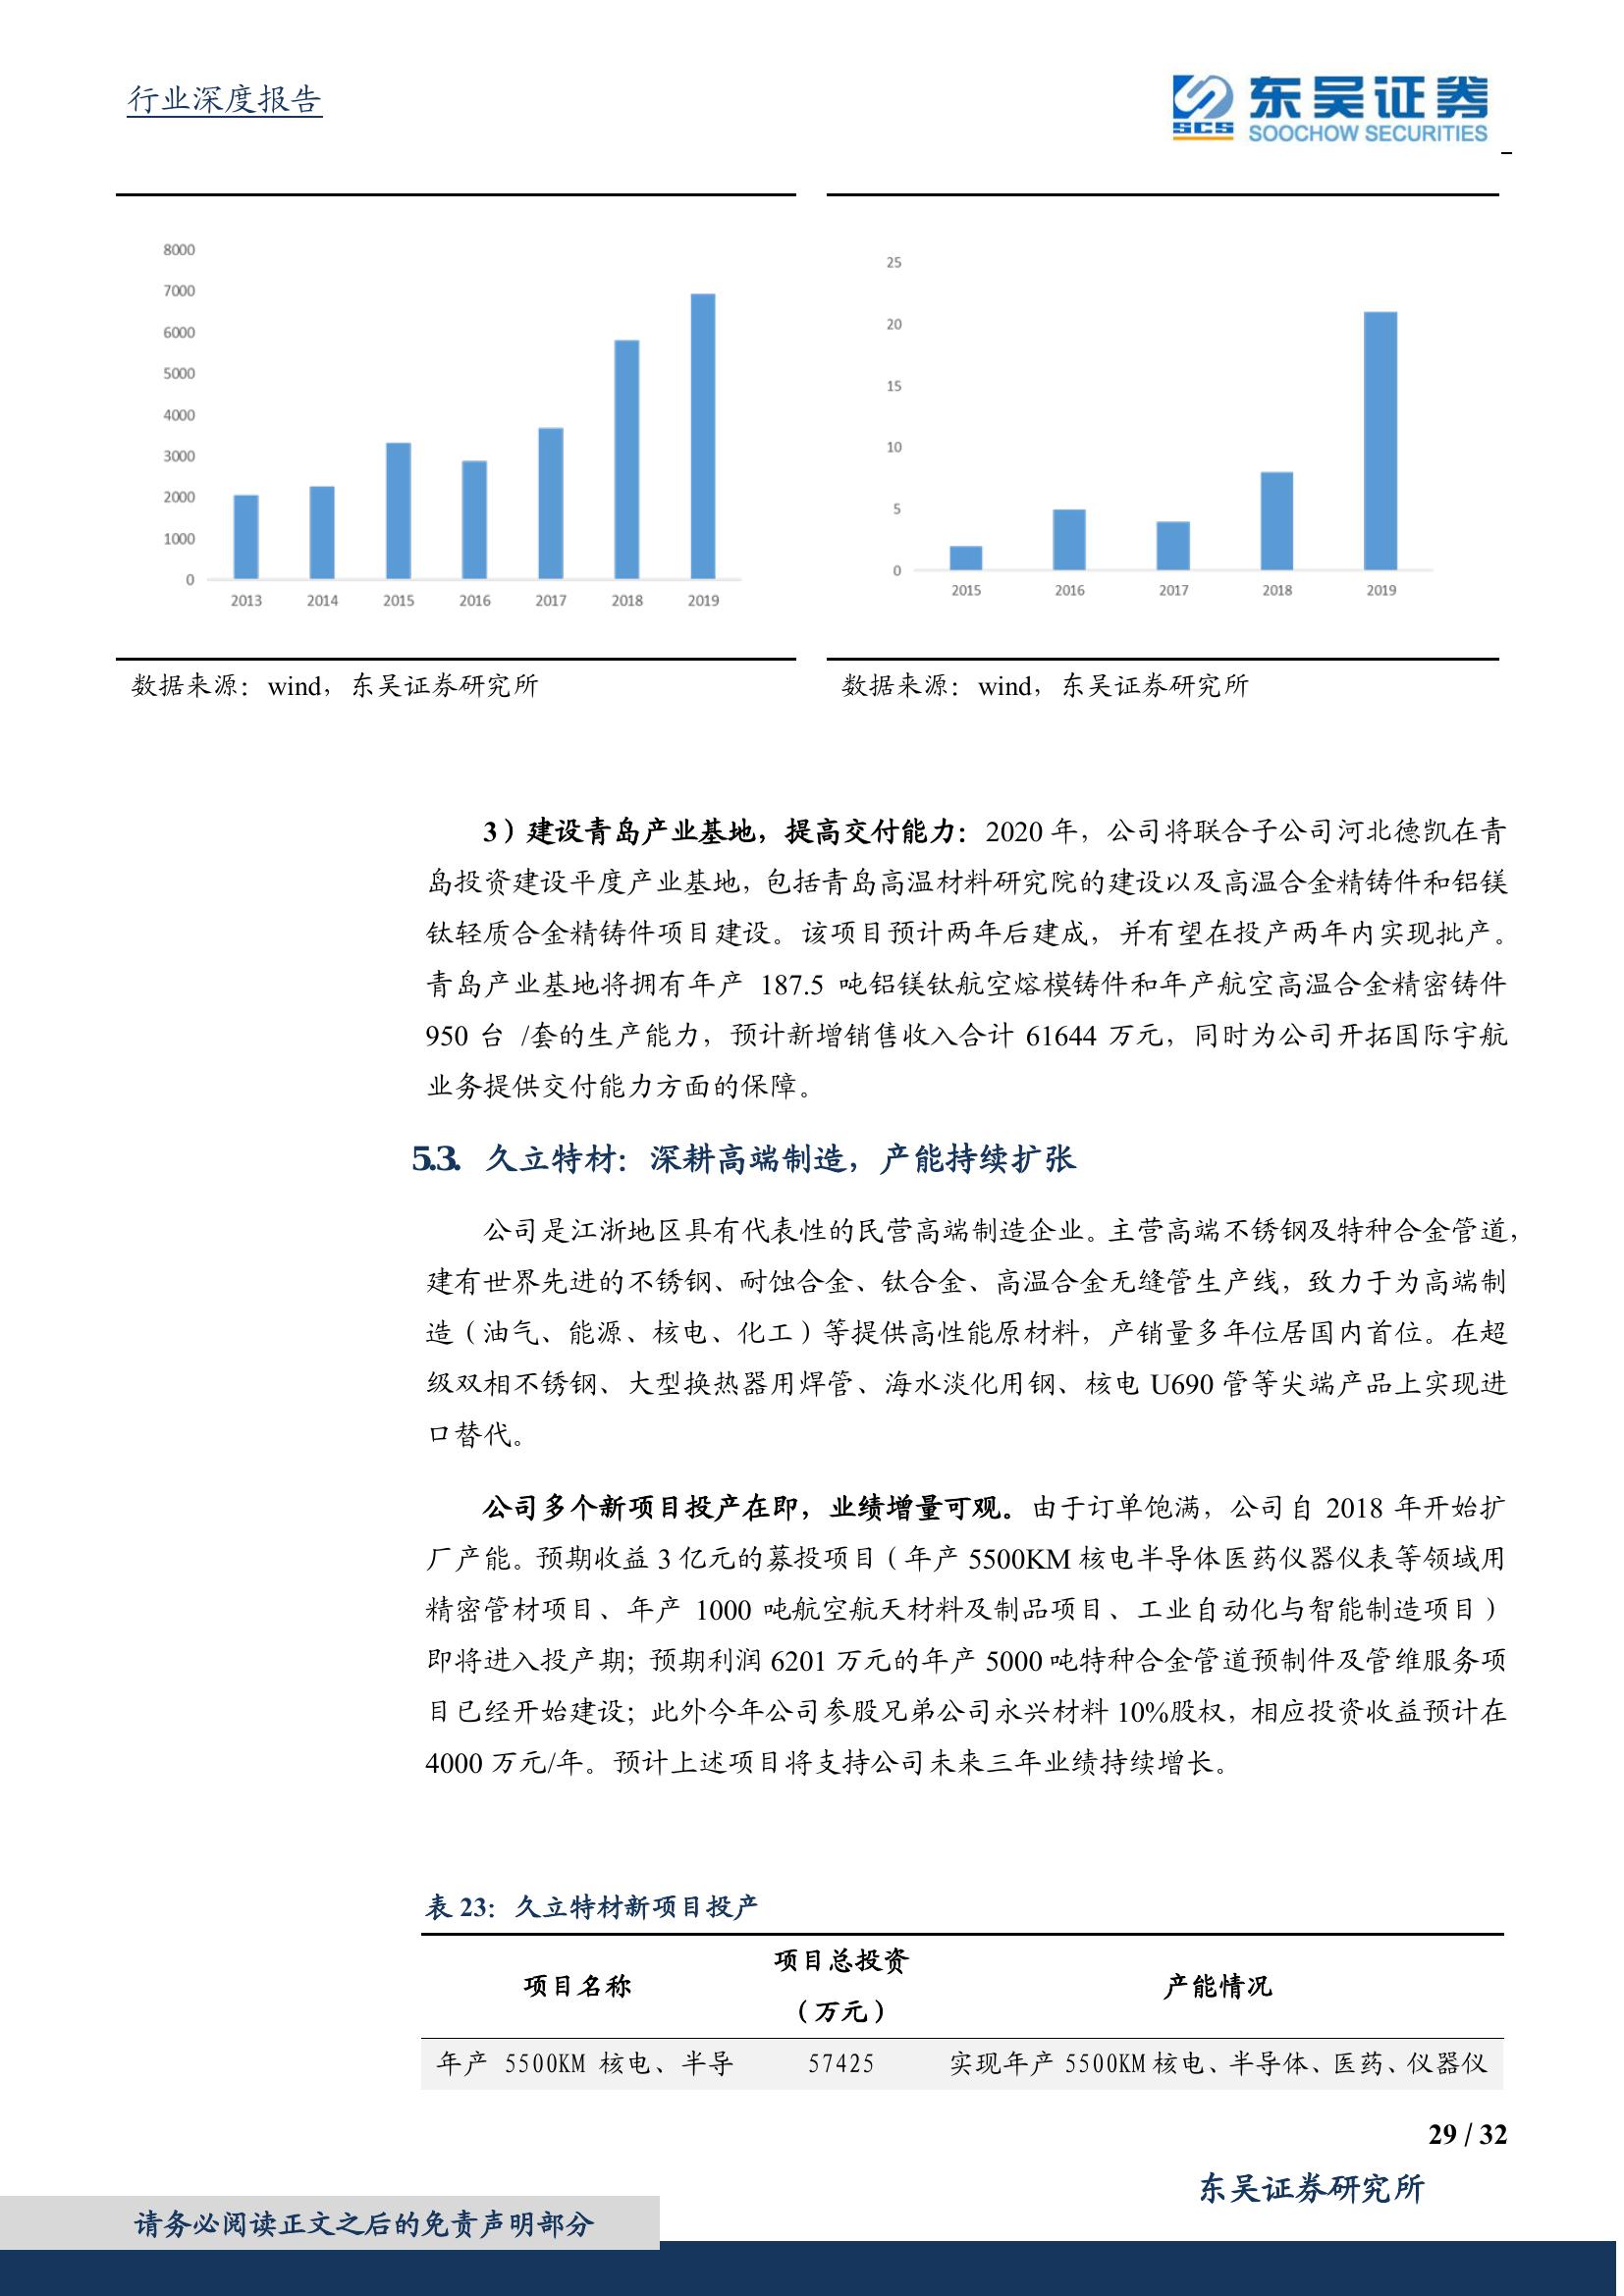 行业深度报告
东吴证券
SCS
SOOCHOW SECURITIES
8000
7000
6000
5000
4000
3000
2000
1000
0
2013 2014 2015 2016 2017 2018 2019
25
20
15
10
5
0
2015 2016 2017 2018 2019
数据来源：wind，东吴证券研究所
数据来源：wind，东吴证券研究所
3）建设青岛产业基地，提高交付能力：2020 年，公司将联合子公司河北德凯在青
岛投资建设平度产业基地，包括青岛高温材料研究院的建设以及高温合金精铸件和铝镁
钛轻质合金精铸件项目建设。该项目预计两年后建成，并有望在投产两年内实现批产。
青岛产业基地将拥有年产 187.5 吨铝镁钛航空熔模铸件和年产航空高温合金精密铸件
950 台 /套的生产能力，预计新增销售收入合计 61644 万元，同时为公司开拓国际宇航
业务提供交付能力方面的保障。
5.3. 久立特材：深耕高端制造，产能持续扩张
公司是江浙地区具有代表性的民营高端制造企业。主营高端不锈钢及特种合金管道，
建有世界先进的不锈钢、耐蚀合金、钛合金、高温合金无缝管生产线，致力于为高端制
造（油气、能源、核电、化工）等提供高性能原材料，产销量多年位居国内首位。在超
级双相不锈钢、大型换热器用焊管、海水淡化用钢、核电 U690 管等尖端产品上实现进
口替代。
公司多个新项目投产在即，业绩增量可观。由于订单饱满，公司自 2018 年开始扩
厂产能。预期收益 3 亿元的募投项目（年产 5500KM 核电半导体医药仪器仪表等领域用
精密管材项目、年产 1000 吨航空航天材料及制品项目、工业自动化与智能制造项目）
即将进入投产期；预期利润 6201 万元的年产 5000 吨特种合金管道预制件及管维服务项
目已经开始建设；此外今年公司参股兄弟公司永兴材料 10%股权，相应投资收益预计在
4000 万元/年。预计上述项目将支持公司未来三年业绩持续增长。
表 23：久立特材新项目投产
项目名称 项目总投资 产能情况
（万元）
年产 5500KM 核电、半导 57425 实现年产 5500KM 核电、半导体、医药、仪器仪
29 / 32
东吴证券研究所
请务必阅读正文之后的免责声明部分